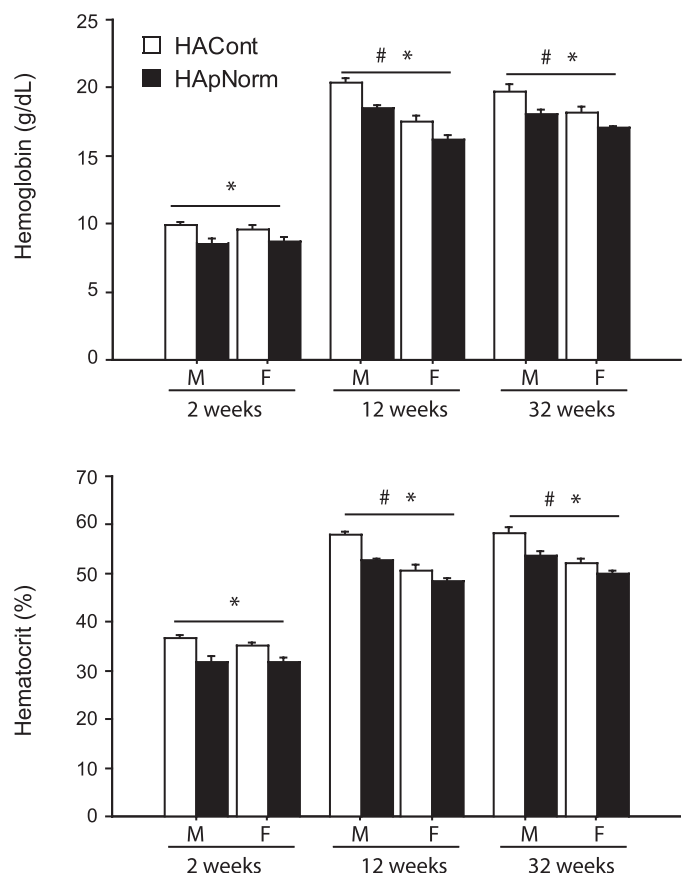 25
HACont
HApNorm
# *
# *
20
15
*
10
5
0
Hemoglobin (g/dL)
M F M F M F
2 weeks 12 weeks 32 weeks
70
60
# *
# *
50
40
*
30
20
10
0
Hematocrit (%)
M F M F M F
2 weeks 12 weeks 32 weeks